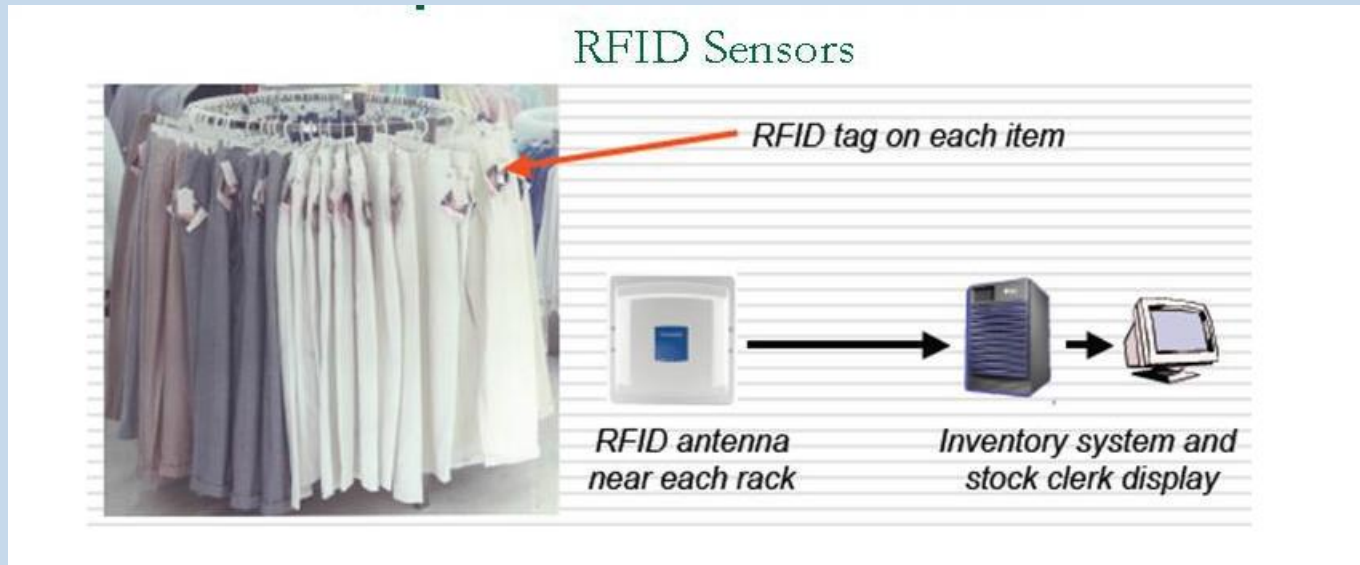 RFID Sensors
RFID tag on each item
RFID antenna
near each rack
Inventory system and
stock clerk display